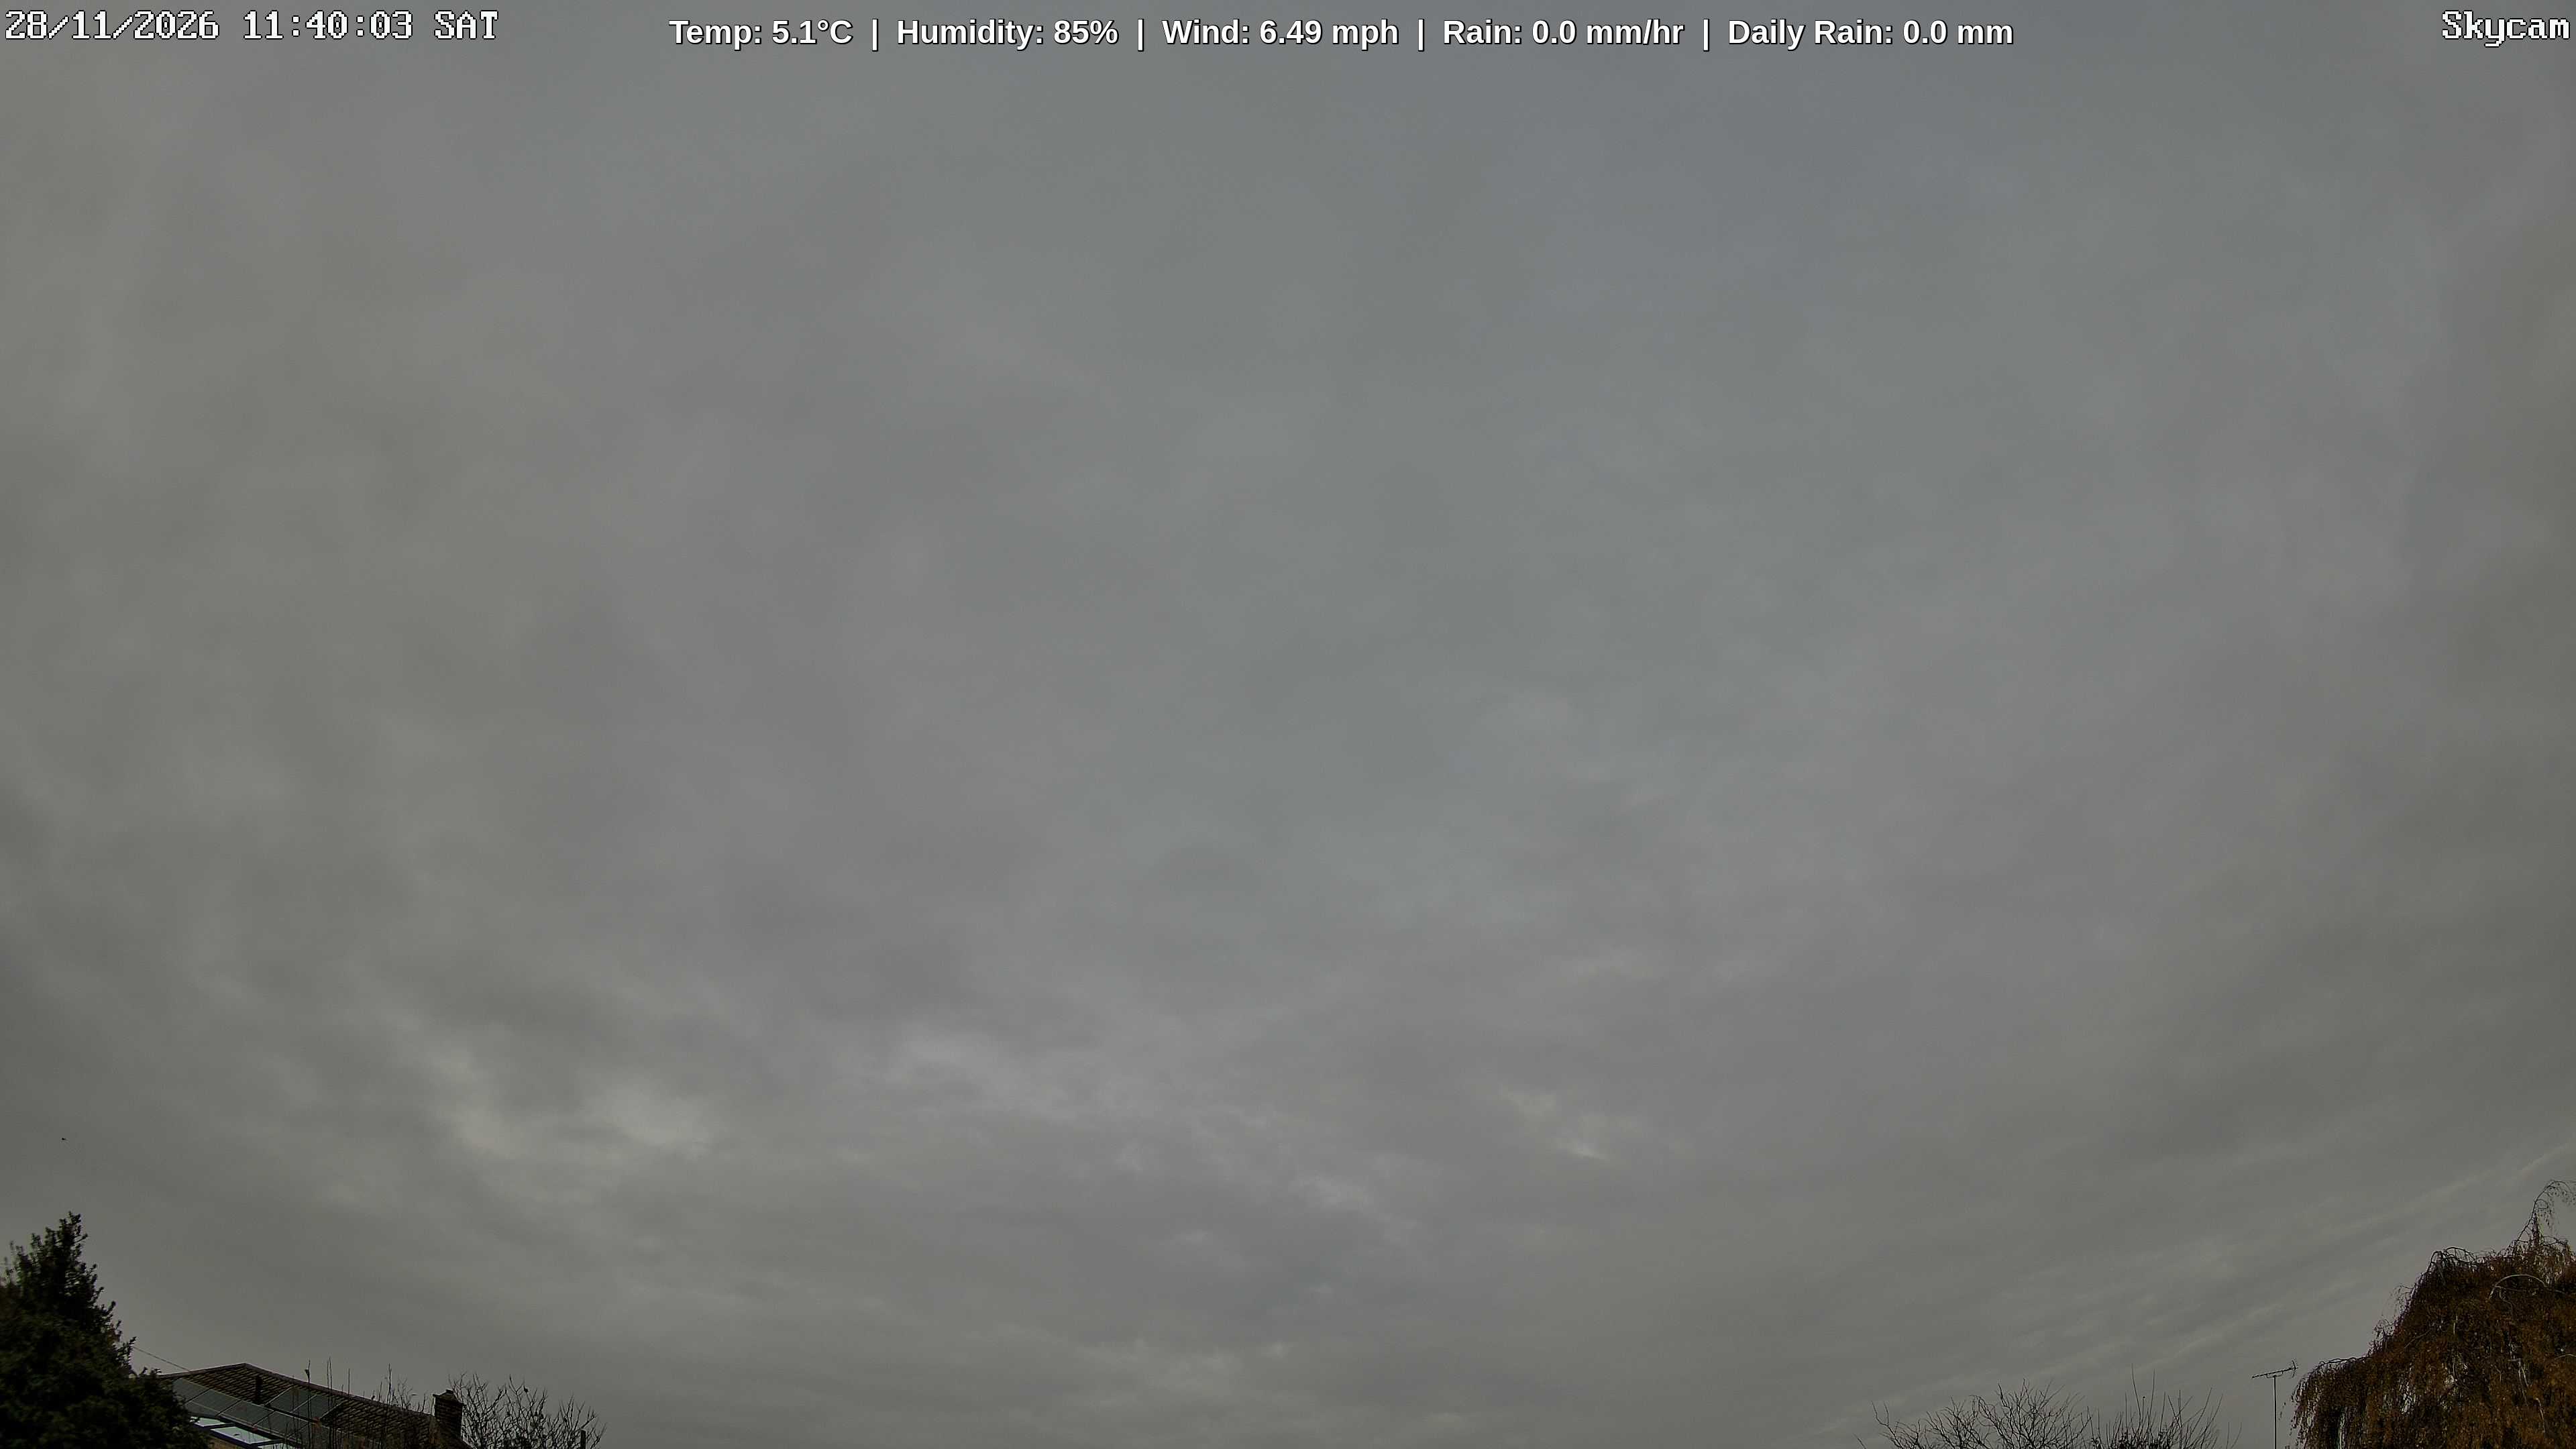 28/11/2026 11:40:03 SAT
Temp: 5.1°C | Humidity: 85% | Wind: 6.49 mph | Rain: 0.0 mm/hr | Daily Rain: 0.0 mm
Skycam